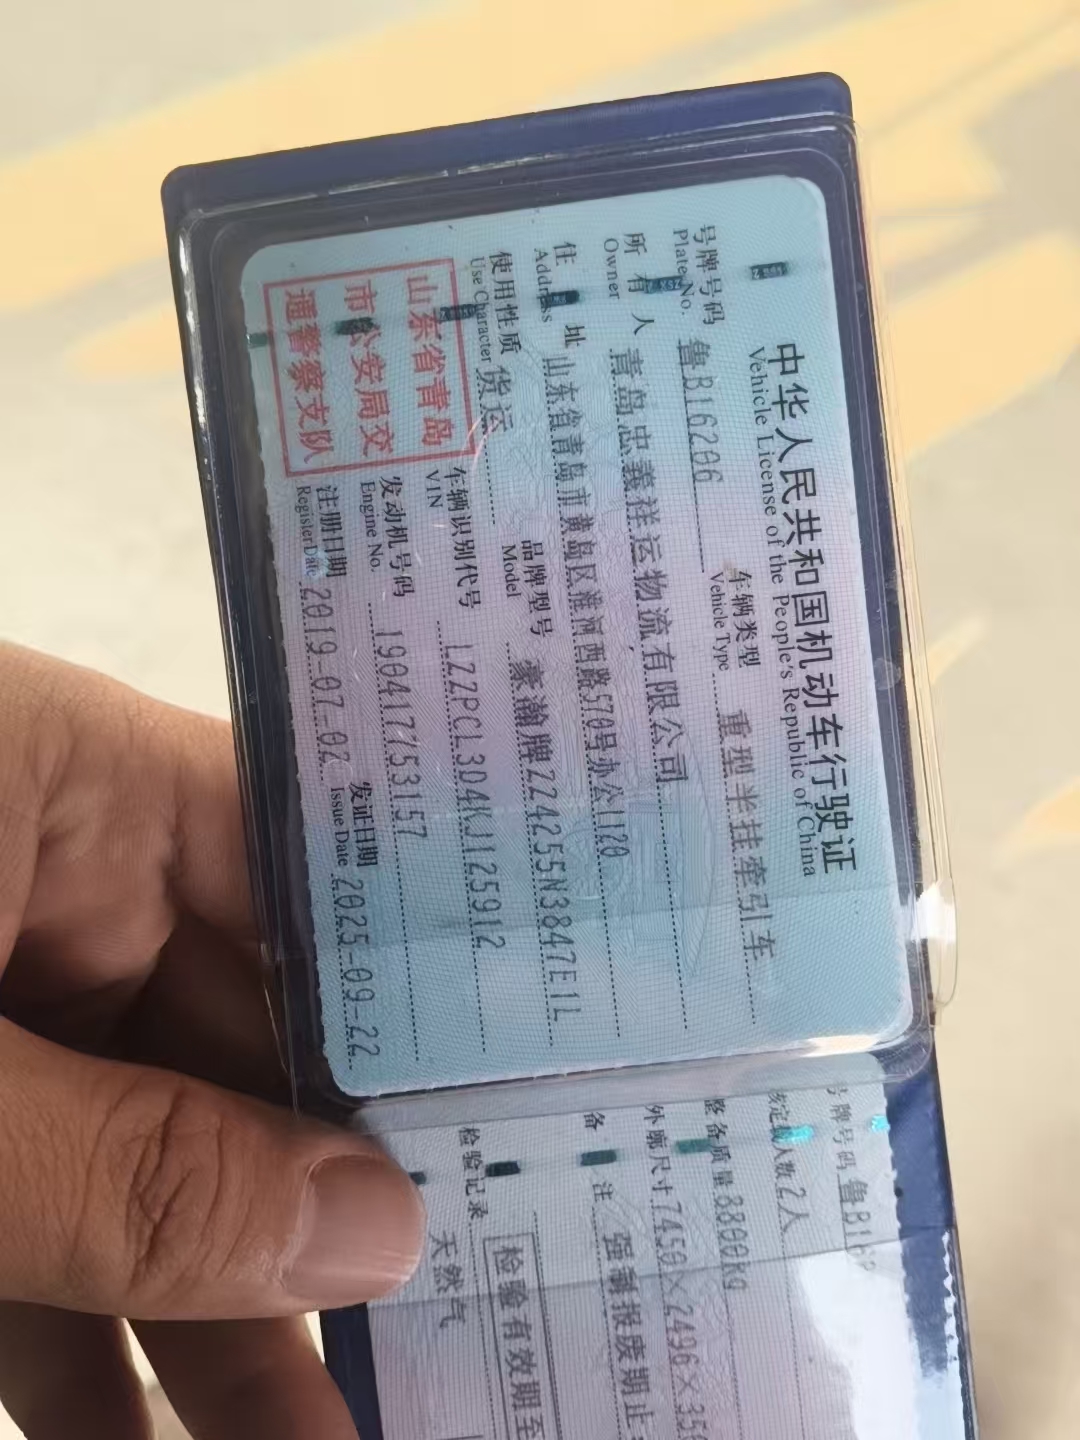 中华人民共和国机动车行驶证
Vehicle License of the People's Republic of China
号牌号码 鲁B16206 车辆类型 重型半挂牵引车
Plate No. Vehicle Type
所有人 青岛忠義祥运物流有限公司
Owner
住址 山东省青岛市黄岛区淮河西路570号办公1120
Address
使用性质 货运 品牌型号 豪瀚牌ZZ4255N3847E1L
Use Character Model
车辆识别代号 LZZPCL304KJ125912
VIN
山东省青岛
市公安局交
通警察支队
发动机号码 190417753157
Engine No.
注册日期 2019-07-02 发证日期 2025-09-22
Register Date Issue Date
号牌号码 鲁B16
核定载人数 2人
整备质量 8800kg
外廓尺寸 7450×2496×35
备注 强制报废期止
检验有效期至
检验记录 天然气